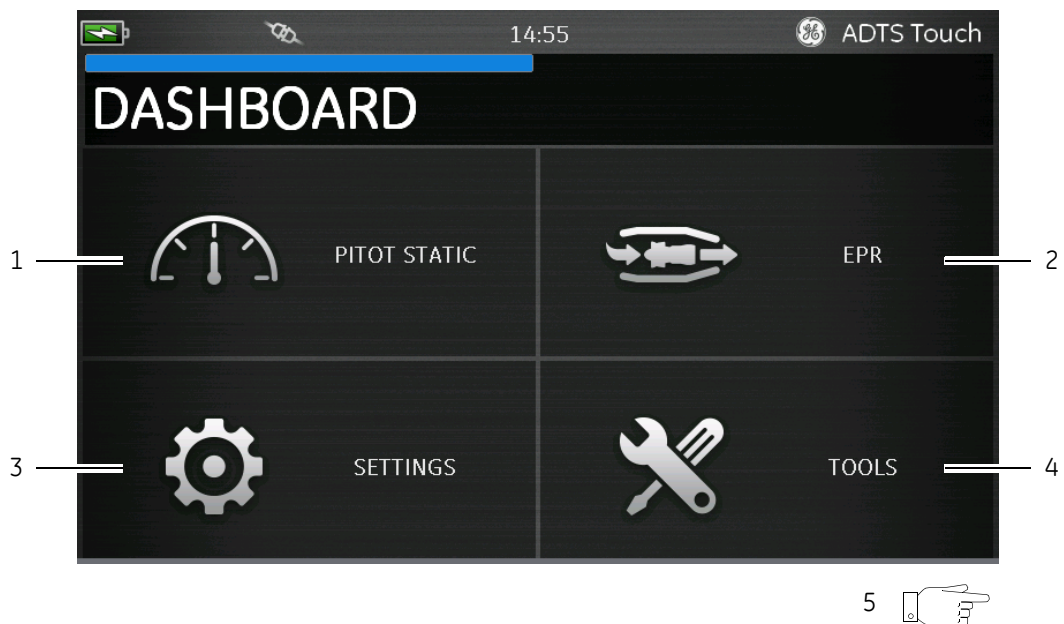 14:55 ADTS Touch
DASHBOARD
1 PITOT STATIC EPR 2
3 SETTINGS TOOLS 4
5